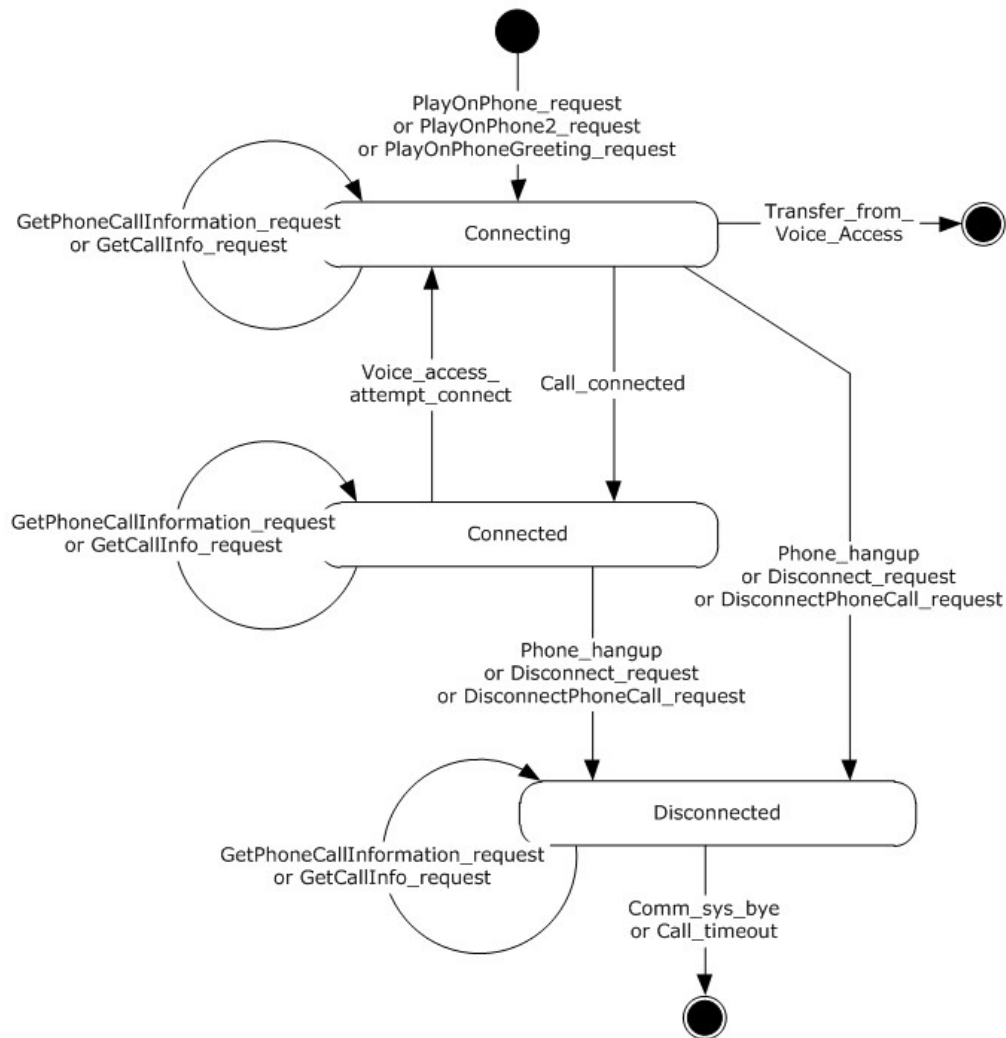 PlayOnPhone_request
or PlayOnPhone2_request
or PlayOnPhoneGreeting_request
GetPhoneCallInformation_request
or GetCallInfo_request
Connecting
Transfer_from_
Voice_Access
Voice_access_
attempt_connect
Call_connected
GetPhoneCallInformation_request
or GetCallInfo_request
Connected
Phone_hangup
or Disconnect_request
or DisconnectPhoneCall_request
Phone_hangup
or Disconnect_request
or DisconnectPhoneCall_request
Disconnected
GetPhoneCallInformation_request
or GetCallInfo_request
Comm_sys_bye
or Call_timeout